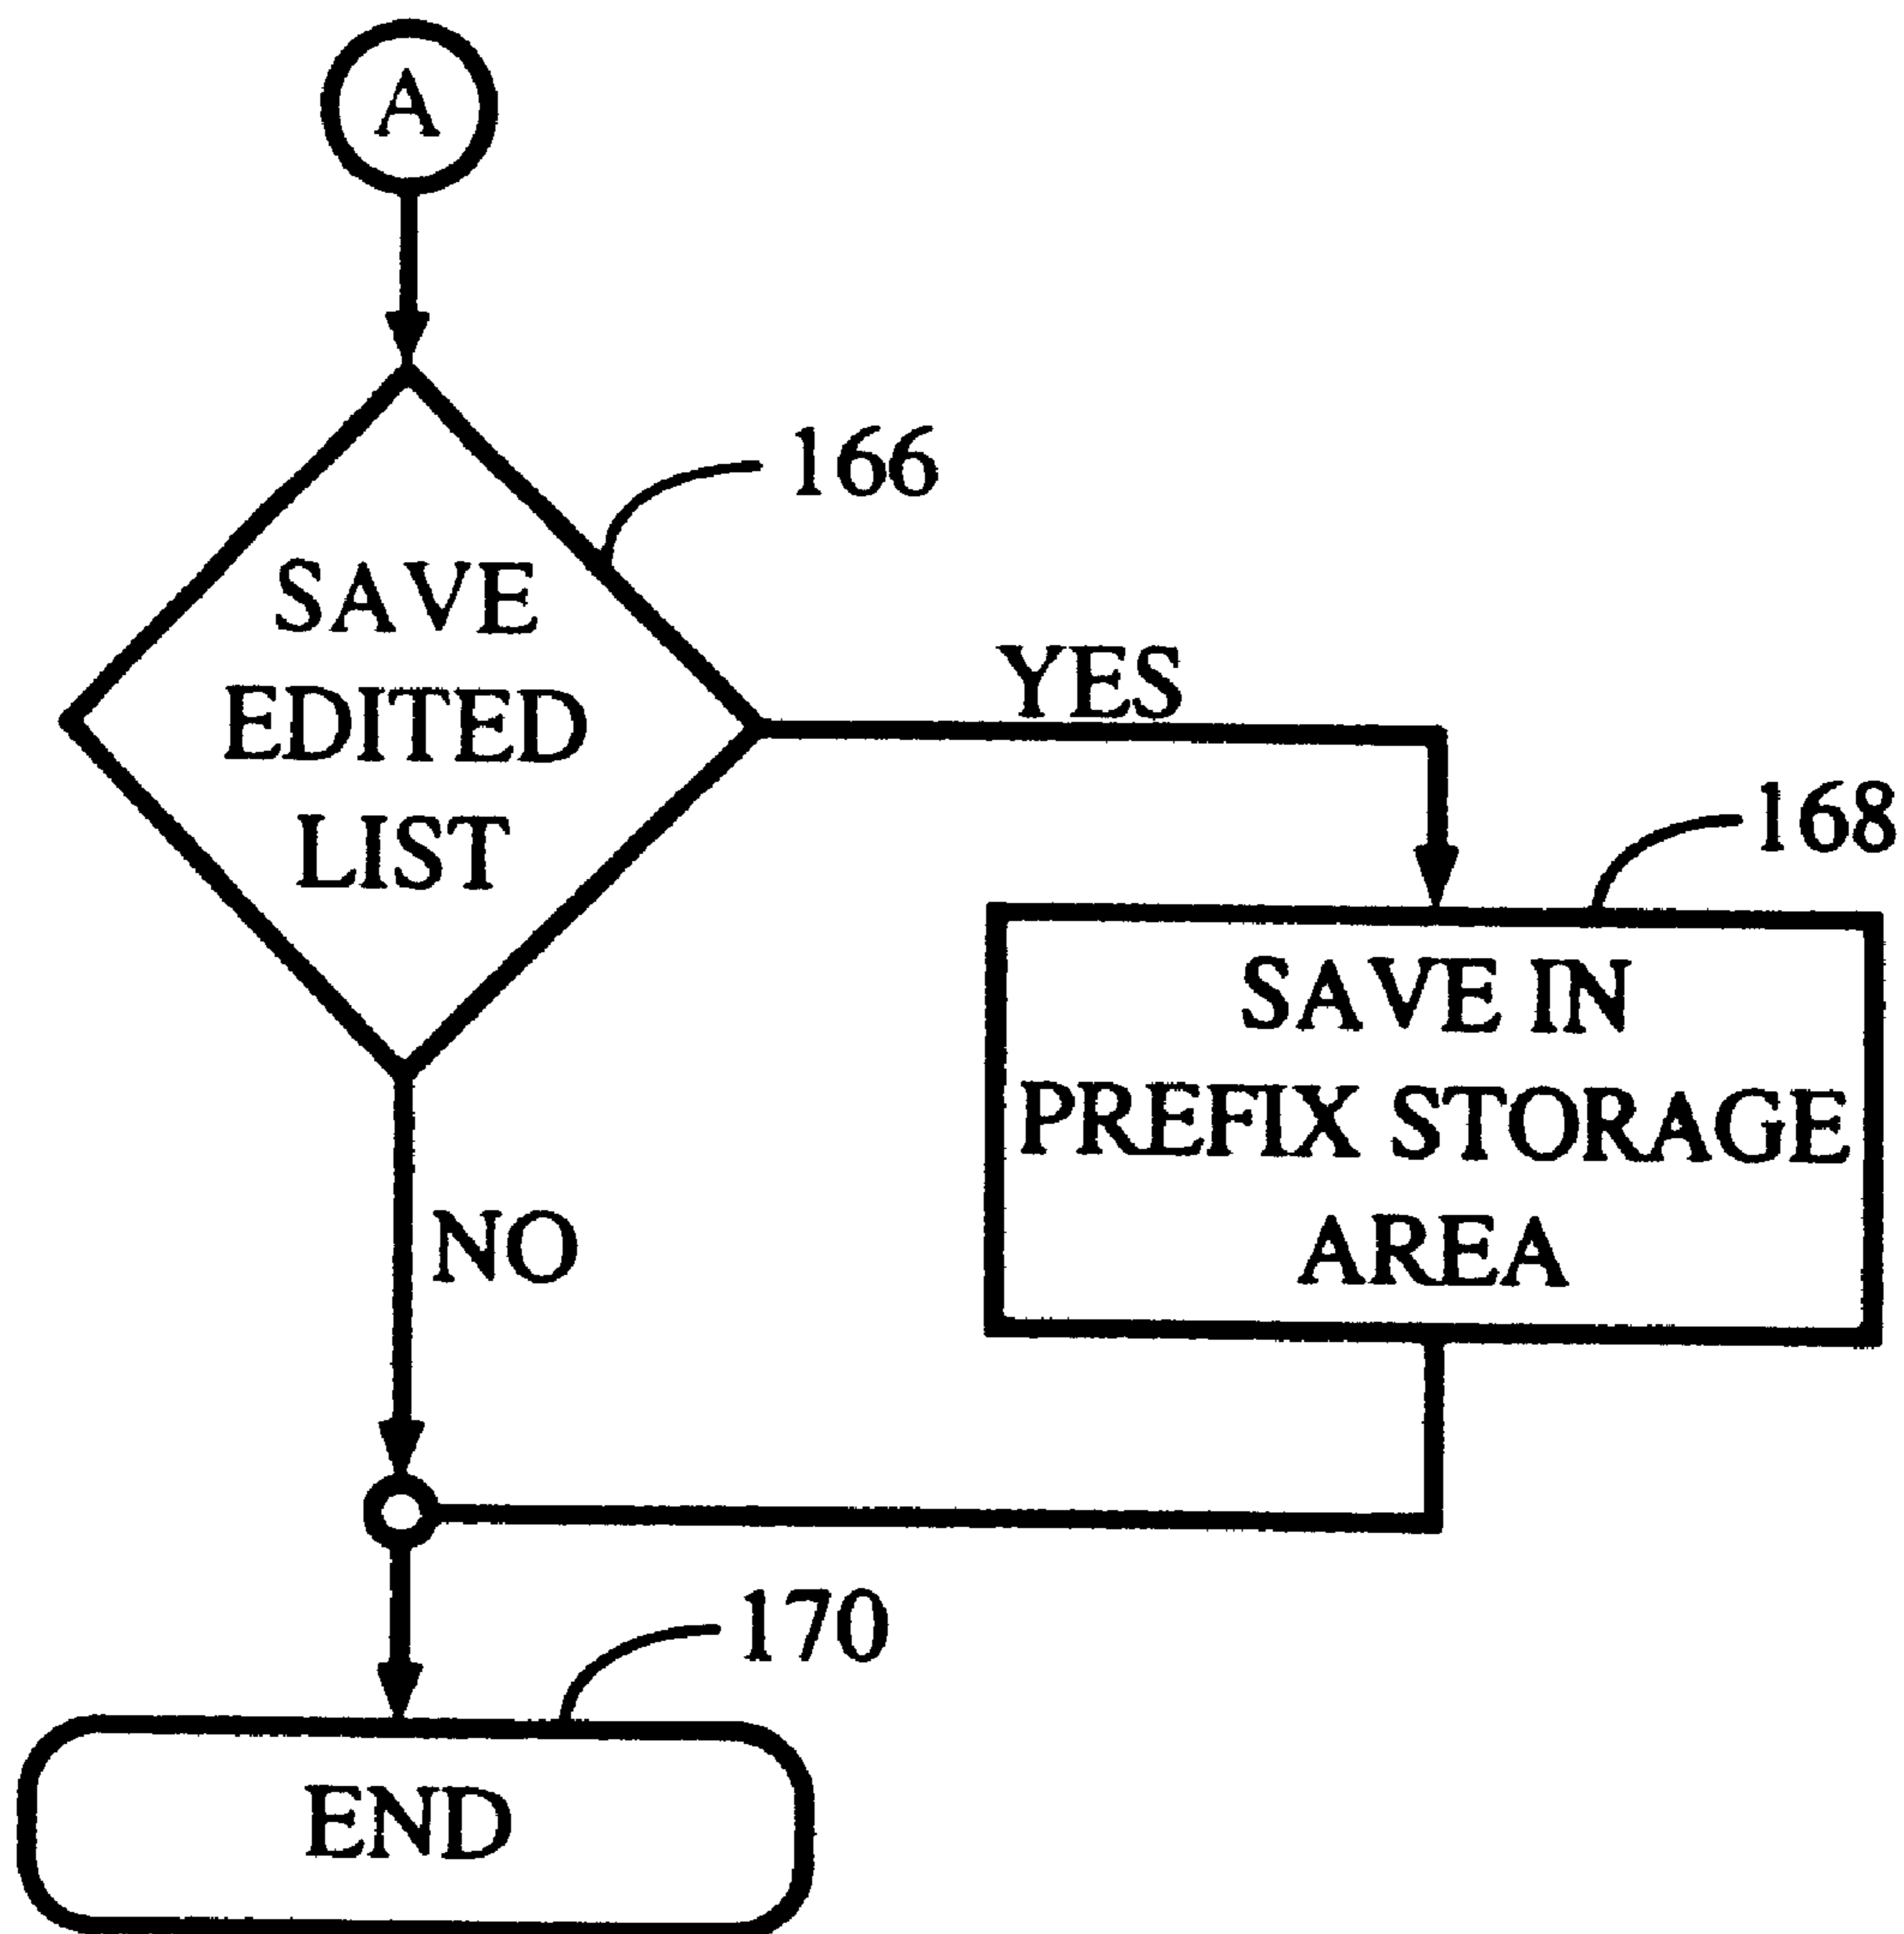 A
166
SAVE
EDITED
LIST
YES
168
SAVE IN
PREFIX STORAGE
AREA
NO
170
END